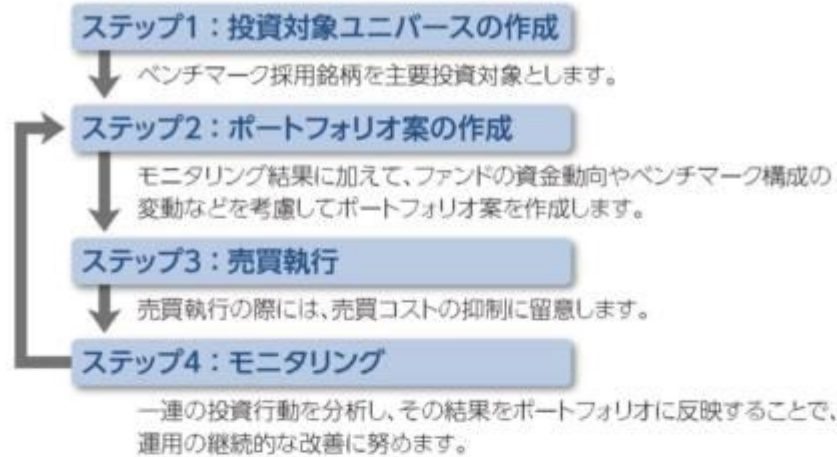 ステップ1：投資対象ユニバースの作成
ベンチマーク採用銘柄を主要投資対象とします。
ステップ2：ポートフォリオ案の作成
モニタリング結果に加えて、ファンドの資金動向やベンチマーク構成の
変動などを考慮してポートフォリオ案を作成します。
ステップ3：売買執行
売買執行の際には、売買コストの抑制に留意します。
ステップ4：モニタリング
一連の投資行動を分析し、その結果をポートフォリオに反映することで、
運用の継続的な改善に努めます。